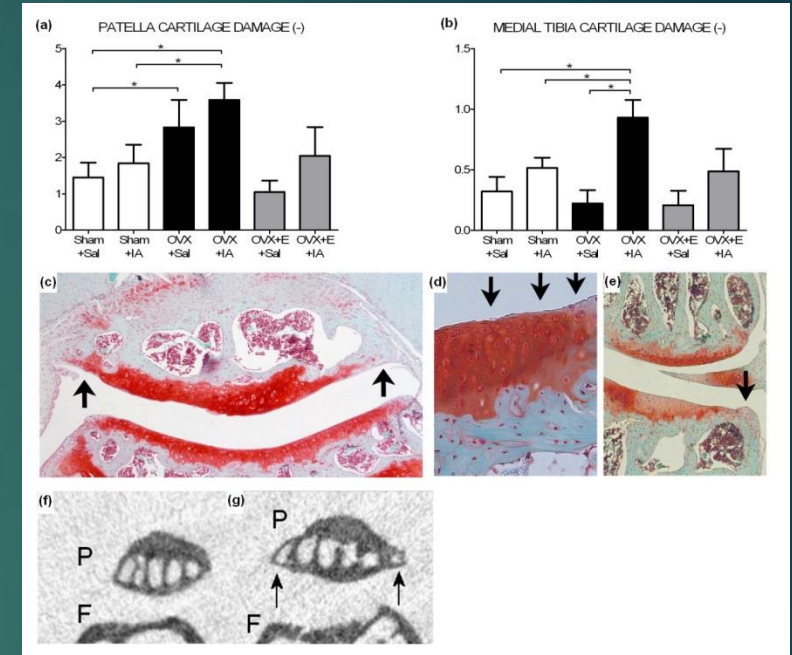 (a)
PATELLA CARTILAGE DAMAGE (-)
5
4
3
2
1
0
*
*
*
Sham +Sal
Sham +IA
OVX +Sal
OVX +IA
OVX+E +Sal
OVX+E +IA
(b)
MEDIAL TIBIA CARTILAGE DAMAGE (-)
1.5
1.0
0.5
0.0
*
*
*
Sham +Sal
Sham +IA
OVX +Sal
OVX +IA
OVX+E +Sal
OVX+E +IA
(c)
(d)
(e)
(f)
P
F
(g)
P
F